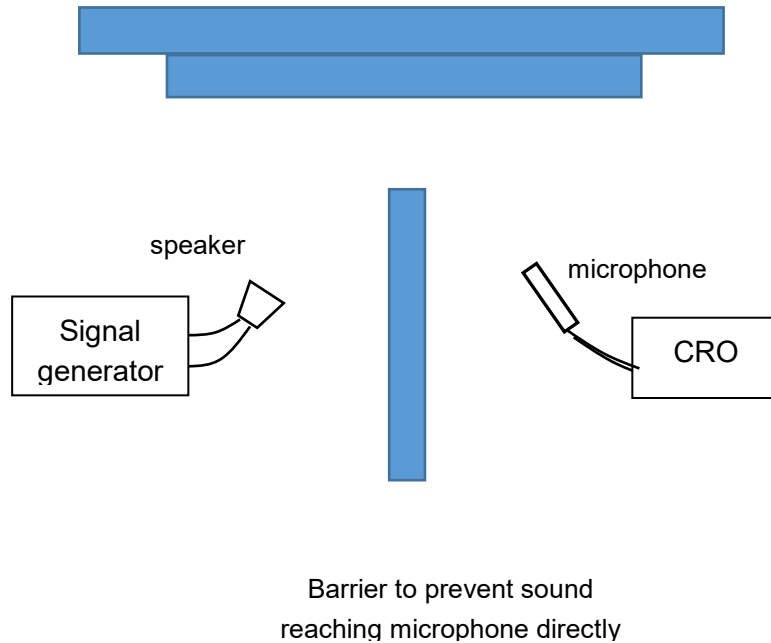 speaker
microphone
Signal
generator
CRO
Barrier to prevent sound
reaching microphone directly